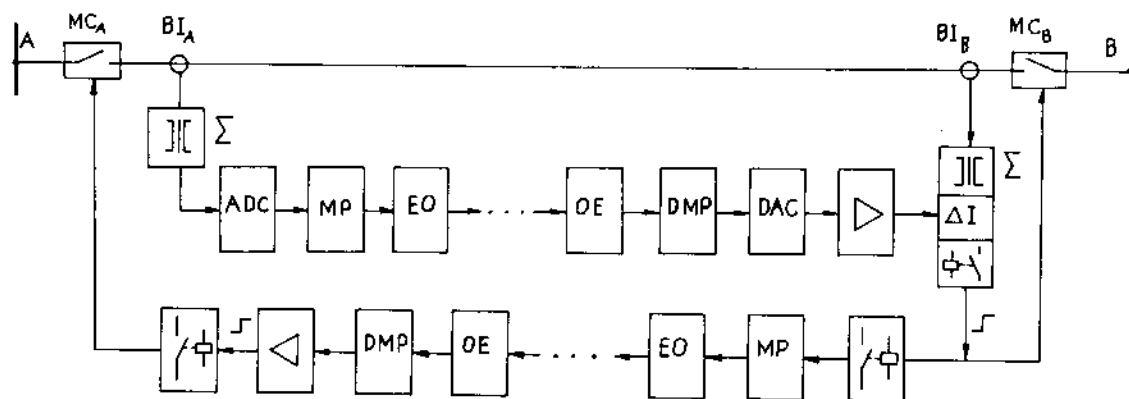 A MC_A BI_A BI_B MC_B B
Σ Σ
ADC MP EO OE DMP DAC
ΔI
DMP OE EO MP